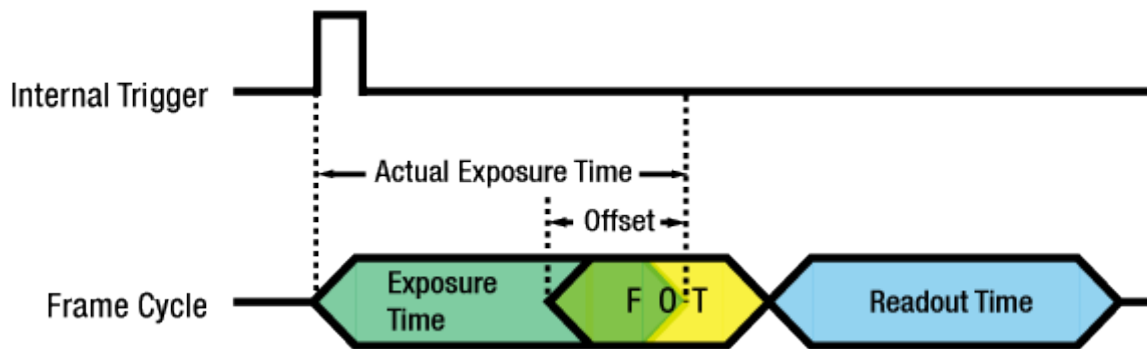 Internal Trigger
Actual Exposure Time
Offset
Frame Cycle
Exposure
Time
F O T
Readout Time